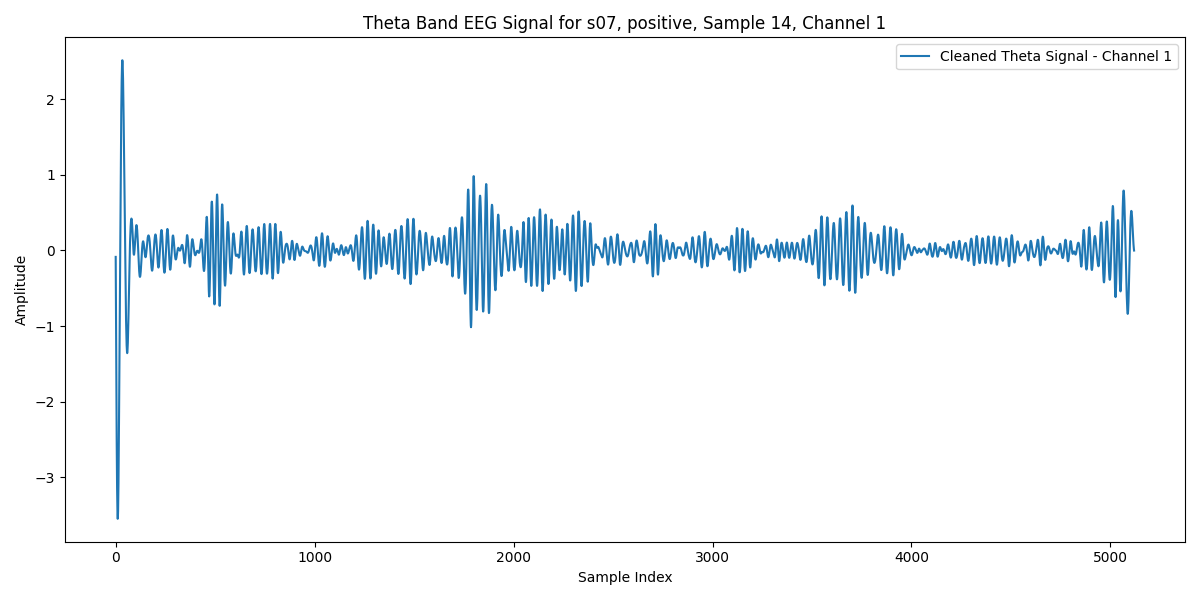 Theta Band EEG Signal for s07, positive, Sample 14, Channel 1
Cleaned Theta Signal - Channel 1
Amplitude
2
1
0
−1
−2
−3
0 1000 2000 3000 4000 5000
Sample Index